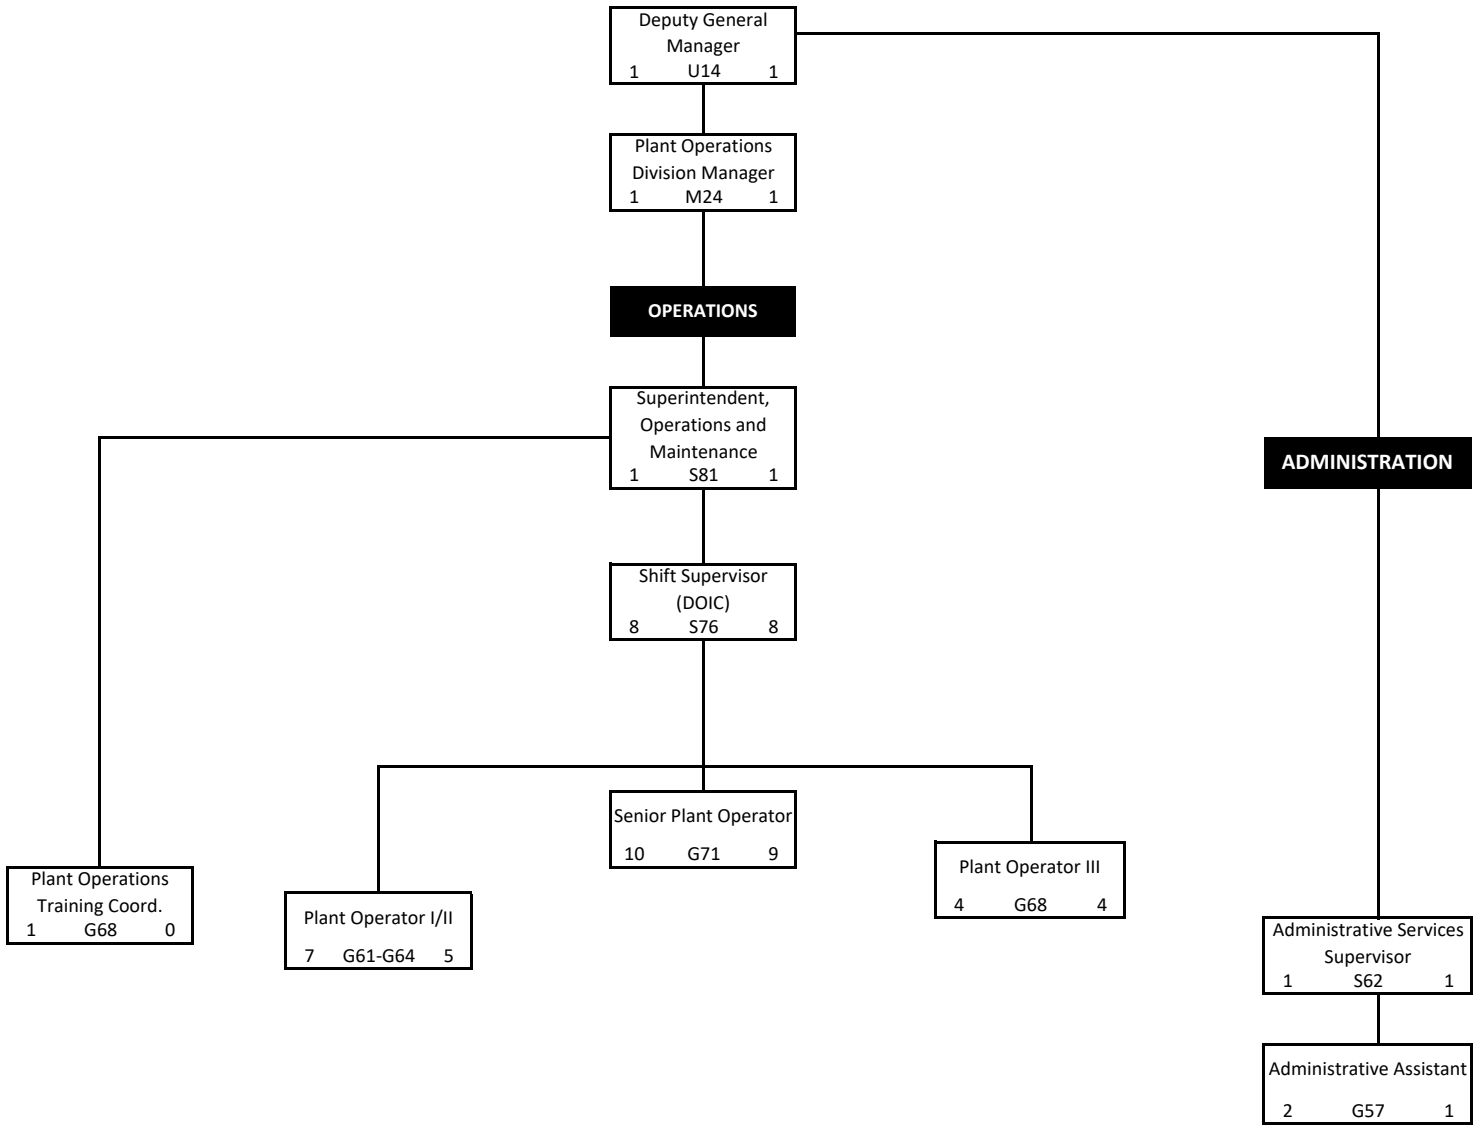 Deputy General
Manager
1 U14 1
Plant Operations
Division Manager
1 M24 1
OPERATIONS
Superintendent,
Operations and
Maintenance
1 S81 1
ADMINISTRATION
Shift Supervisor
(DOIC)
8 S76 8
Senior Plant Operator
10 G71 9
Plant Operator III
4 G68 4
Plant Operations
Training Coord.
1 G68 0
Plant Operator I/II
7 G61-G64 5
Administrative Services
Supervisor
1 S62 1
Administrative Assistant
2 G57 1